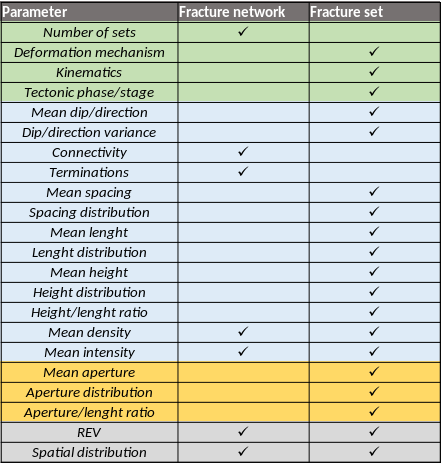 Parameter Fracture network Fracture set
Number of sets ✓
Deformation mechanism ✓
Kinematics ✓
Tectonic phase/stage ✓
Mean dip/direction ✓
Dip/direction variance ✓
Connectivity ✓
Terminations ✓
Mean spacing ✓
Spacing distribution ✓
Mean lenght ✓
Lenght distribution ✓
Mean height ✓
Height distribution ✓
Height/lenght ratio ✓
Mean density ✓ ✓
Mean intensity ✓ ✓
Mean aperture ✓
Aperture distribution ✓
Aperture/lenght ratio ✓
REV ✓ ✓
Spatial distribution ✓ ✓